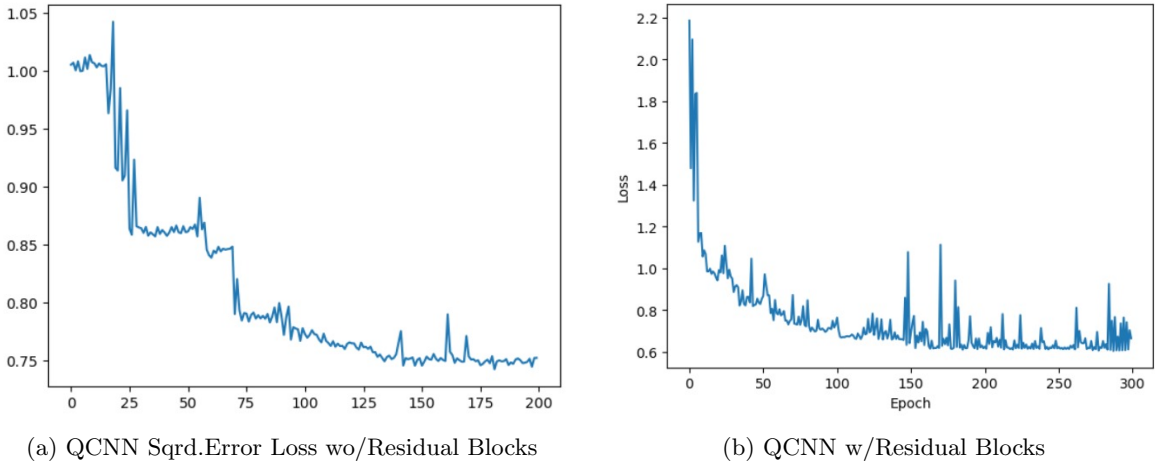 1.05
1.00
0.95
0.90
0.85
0.80
0.75
0 25 50 75 100 125 150 175 200
(a) QCNN Sqrd.Error Loss wo/Residual Blocks
2.2
2.0
1.8
1.6
1.4
1.2
1.0
0.8
0.6
Loss
0 50 100 150 200 250 300
Epoch
(b) QCNN w/Residual Blocks